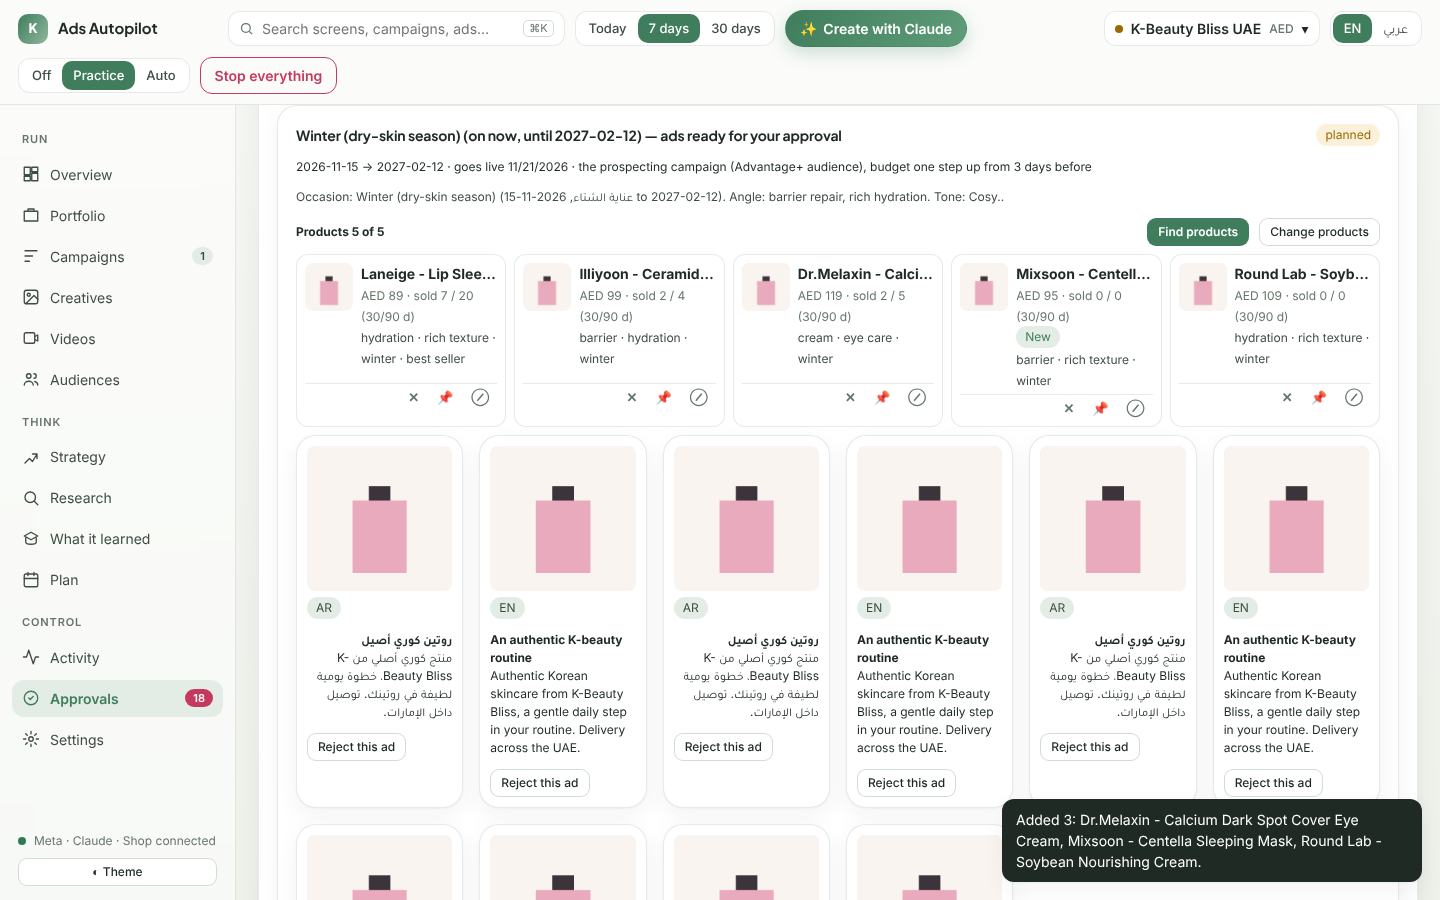 K
Ads Autopilot
Search screens, campaigns, ads...
⌘K
Today
7 days
30 days
✨ Create with Claude
K-Beauty Bliss UAE AED ▾
EN
عربي
Off
Practice
Auto
Stop everything
RUN
Overview
Portfolio
Campaigns
1
Creatives
Videos
Audiences
THINK
Strategy
Research
What it learned
Plan
CONTROL
Activity
Approvals
18
Settings
Meta · Claude · Shop connected
Theme
Winter (dry-skin season) (on now, until 2027-02-12) — ads ready for your approval
planned
2026-11-15 → 2027-02-12 · goes live 11/21/2026 · the prospecting campaign (Advantage+ audience), budget one step up from 3 days before
Occasion: Winter (dry-skin season) (عناية الشتاء, 2026-11-15 to 2027-02-12). Angle: barrier repair, rich hydration. Tone: Cosy..
Products 5 of 5
Find products
Change products
Laneige - Lip Slee...
AED 89 · sold 7 / 20
(30/90 d)
hydration · rich texture ·
winter · best seller
Illiyoon - Ceramid...
AED 99 · sold 2 / 4
(30/90 d)
barrier · hydration ·
winter
Dr.Melaxin - Calci...
AED 119 · sold 2 / 5
(30/90 d)
cream · eye care ·
winter
Mixsoon - Centell...
AED 95 · sold 0 / 0
(30/90 d)
New
barrier · rich texture ·
winter
Round Lab - Soyb...
AED 109 · sold 0 / 0
(30/90 d)
hydration · rich texture ·
winter
AR
روتين كوري أصيل
منتج كوري أصلي من K-
Beauty Bliss. خطوة يومية
لطيفة في روتينك. توصيل
داخل الإمارات.
Reject this ad
EN
An authentic K-beauty
routine
Authentic Korean
skincare from K-Beauty
Bliss, a gentle daily step
in your routine. Delivery
across the UAE.
Reject this ad
AR
روتين كوري أصيل
منتج كوري أصلي من K-
Beauty Bliss. خطوة يومية
لطيفة في روتينك. توصيل
داخل الإمارات.
Reject this ad
EN
An authentic K-beauty
routine
Authentic Korean
skincare from K-Beauty
Bliss, a gentle daily step
in your routine. Delivery
across the UAE.
Reject this ad
AR
روتين كوري أصيل
منتج كوري أصلي من K-
Beauty Bliss. خطوة يومية
لطيفة في روتينك. توصيل
داخل الإمارات.
Reject this ad
EN
An authentic K-beauty
routine
Authentic Korean
skincare from K-Beauty
Bliss, a gentle daily step
in your routine. Delivery
across the UAE.
Reject this ad
Added 3: Dr.Melaxin - Calcium Dark Spot Cover Eye
Cream, Mixsoon - Centella Sleeping Mask, Round Lab -
Soybean Nourishing Cream.